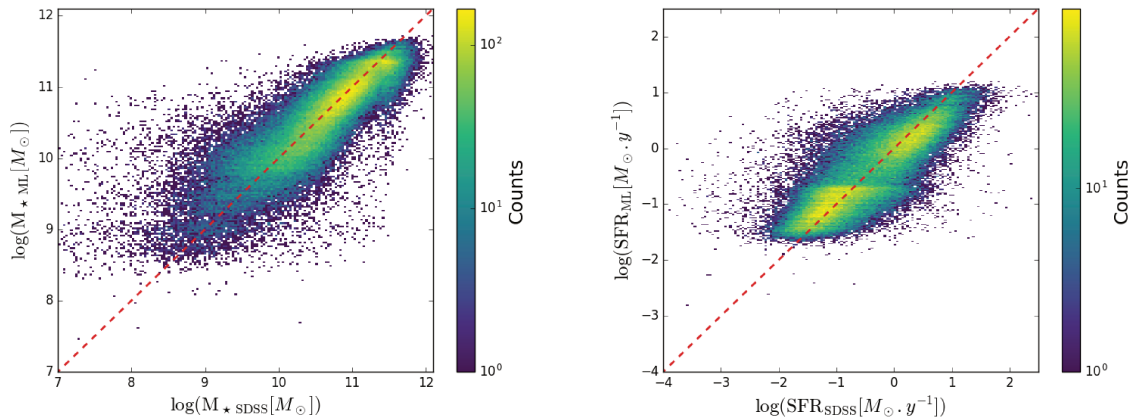 12
11
10
9
8
7
log(M⋆ ML[M⊙])
7 8 9 10 11 12
log(M⋆ SDSS[M⊙])
10²
10¹
10⁰
Counts
2
1
0
−1
−2
−3
−4
log(SFR_ML[M⊙.y⁻¹])
−4 −3 −2 −1 0 1 2
log(SFR_SDSS[M⊙.y⁻¹])
10¹
10⁰
Counts